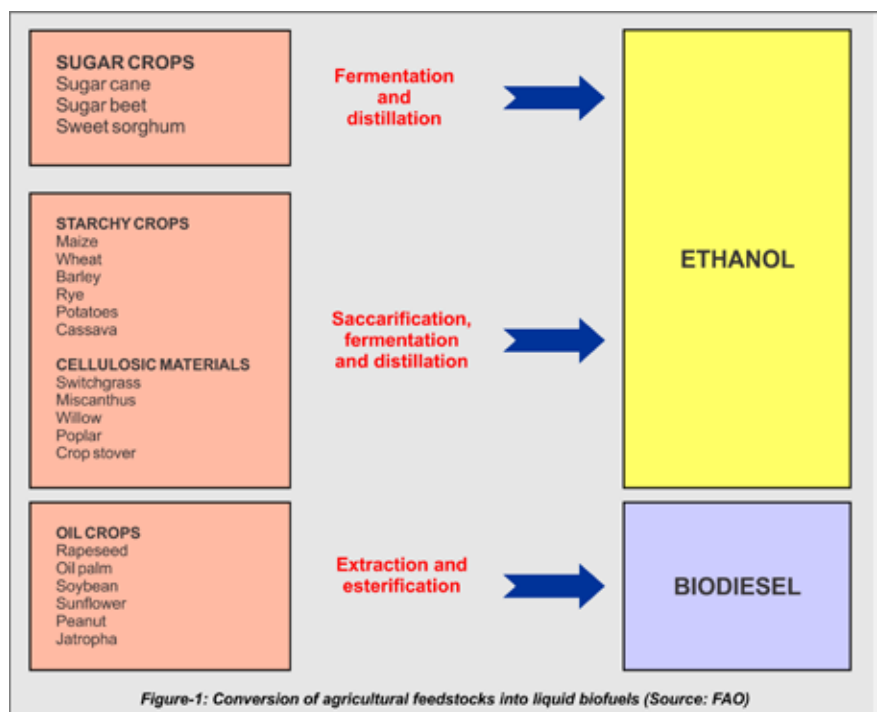 SUGAR CROPS
Sugar cane
Sugar beet
Sweet sorghum
Fermentation
and
distillation
STARCHY CROPS
Maize
Wheat
Barley
Rye
Potatoes
Cassava
CELLULOSIC MATERIALS
Switchgrass
Miscanthus
Willow
Poplar
Crop stover
Saccarification,
fermentation
and distillation
ETHANOL
OIL CROPS
Rapeseed
Oil palm
Soybean
Sunflower
Peanut
Jatropha
Extraction and
esterification
BIODIESEL
Figure-1: Conversion of agricultural feedstocks into liquid biofuels (Source: FAO)